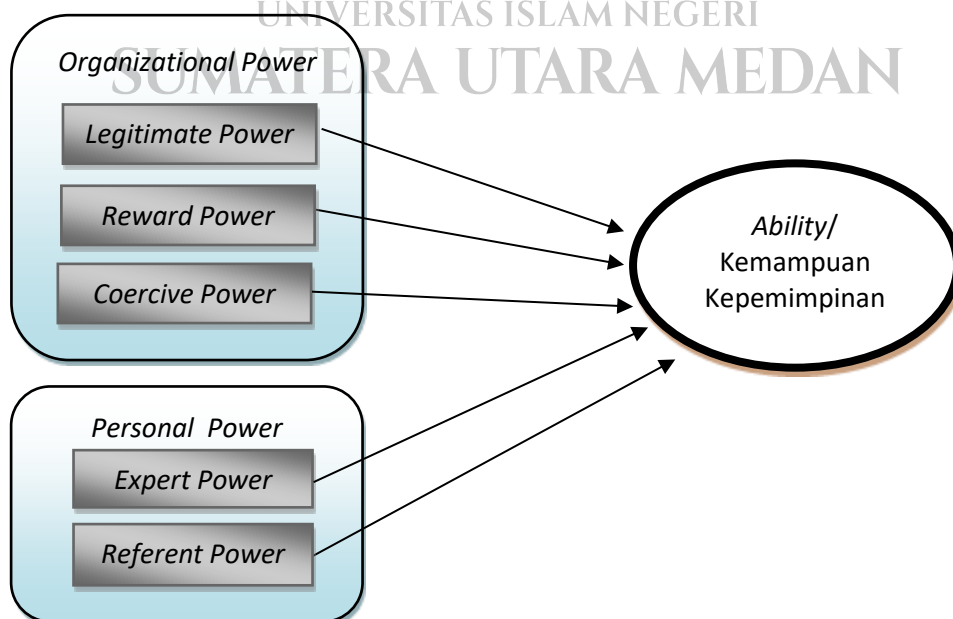 UNIVERSITAS ISLAM NEGERI
SUMATERA UTARA MEDAN
Organizational Power
Legitimate Power
Reward Power
Coercive Power
Personal Power
Expert Power
Referent Power
Ability/
Kemampuan
Kepemimpinan